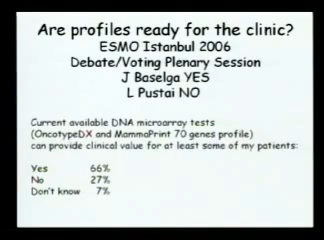 Are profiles ready for the clinic?
ESMO Istanbul 2006
Debate/Voting Plenary Session
J Baselga YES
L Pustai NO
Current available DNA microarray tests
(OncotypeDX and MammaPrint 70 genes profile)
can provide clinical value for at least some of my patients:
Yes 66%
No 27%
Don't know 7%